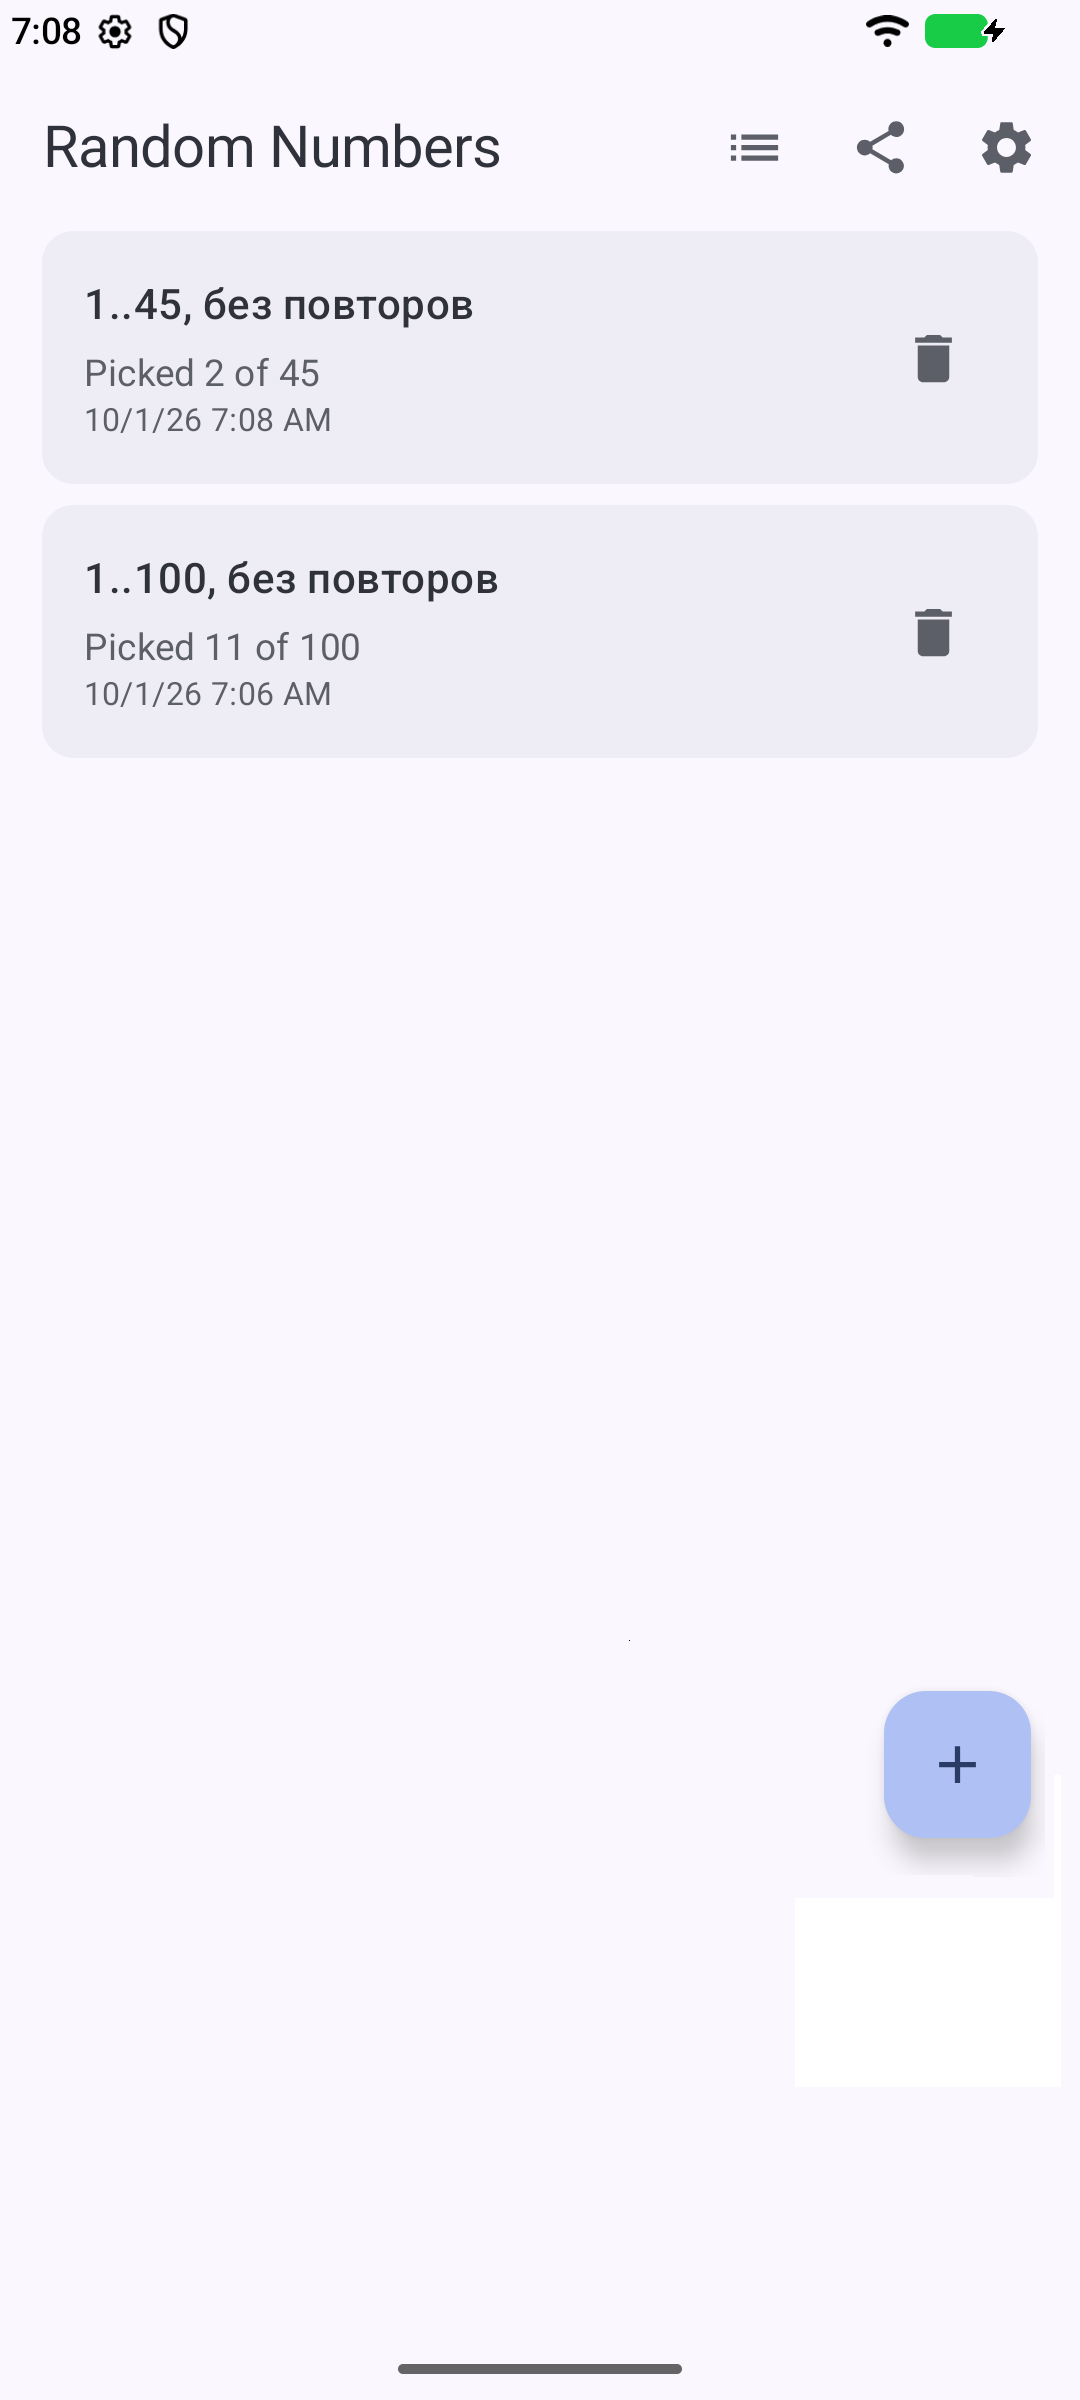 7:08
Random Numbers
1..45, без повторов
Picked 2 of 45
10/1/26 7:08 AM
1..100, без повторов
Picked 11 of 100
10/1/26 7:06 AM